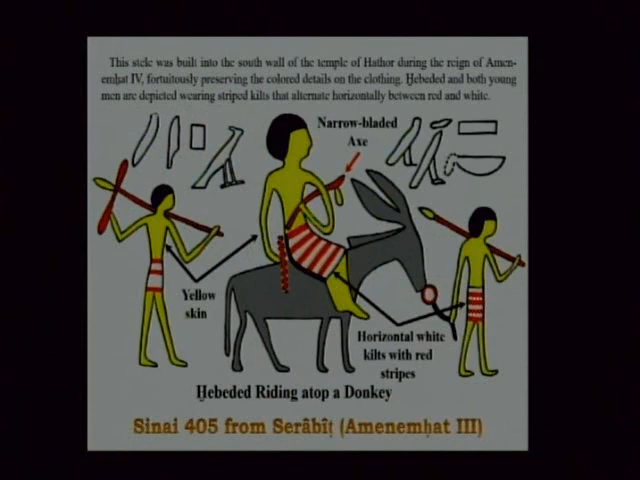 This stele was built into the south wall of the temple of Hathor during the reign of Amen-
emḥat IV, fortuitously preserving the colored details on the clothing. Ḫebeded and both young
men are depicted wearing striped kilts that alternate horizontally between red and white.
Narrow-bladed
Axe
Yellow
skin
Horizontal white
kilts with red
stripes
Ḫebeded Riding atop a Donkey
Sinai 405 from Serâbîṭ (Amenemḥat III)